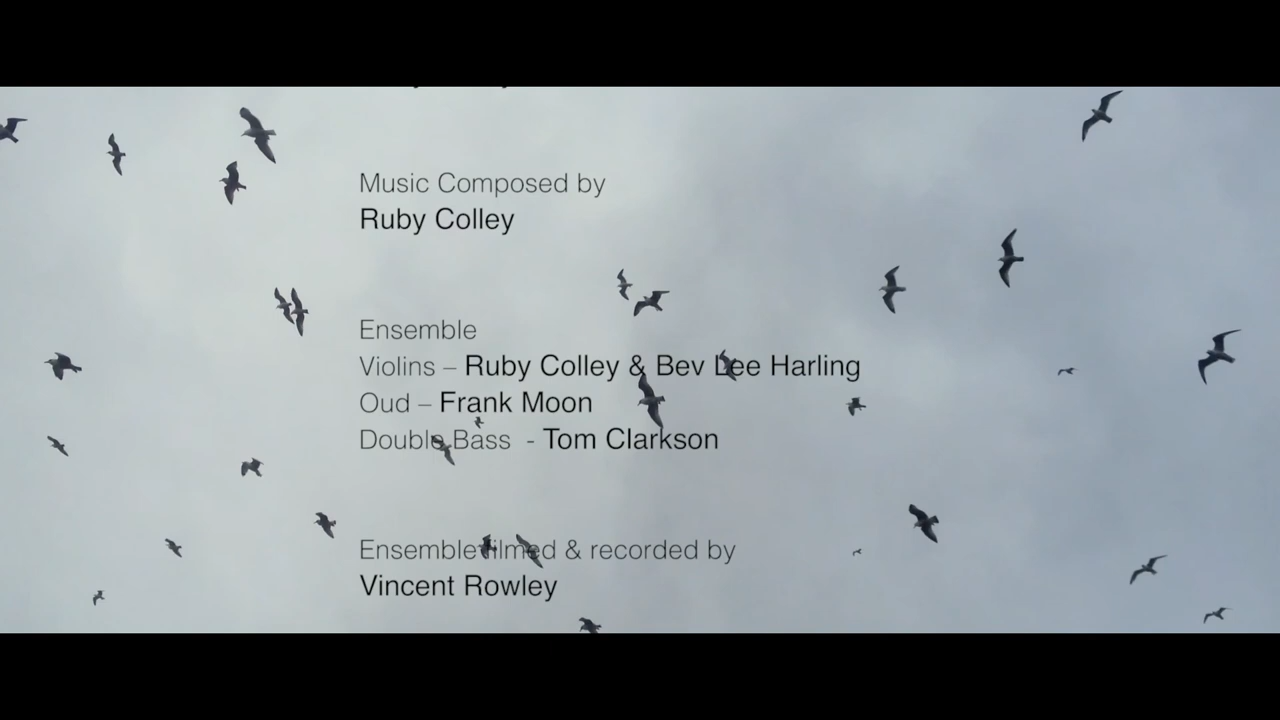 Music Composed by
Ruby Colley
Ensemble
Violins – Ruby Colley & Bev Lee Harling
Oud – Frank Moon
Double Bass - Tom Clarkson
Ensemble filmed & recorded by
Vincent Rowley